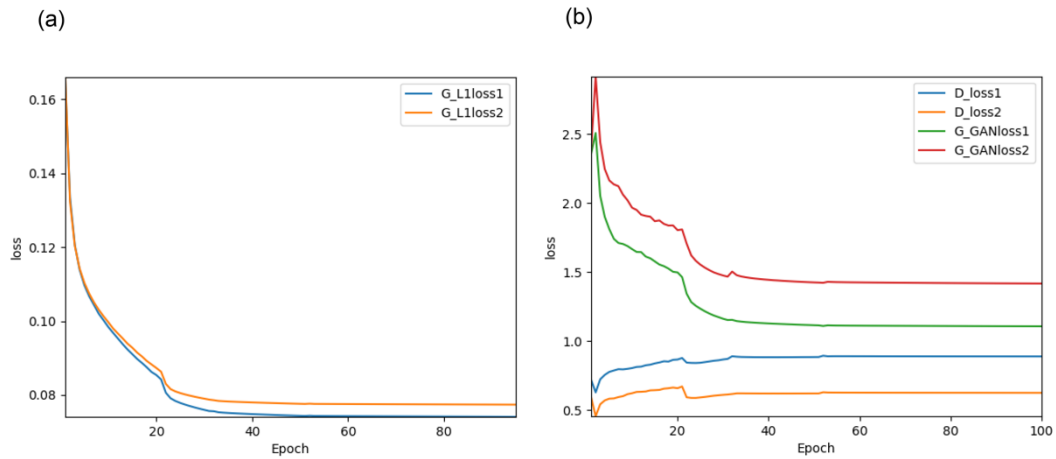 (a)
0.16
0.14
0.12
0.10
0.08
loss
20
40
60
80
Epoch
G_L1loss1
G_L1loss2
(b)
2.5
2.0
1.5
1.0
0.5
loss
20
40
60
80
100
Epoch
D_loss1
D_loss2
G_GANloss1
G_GANloss2